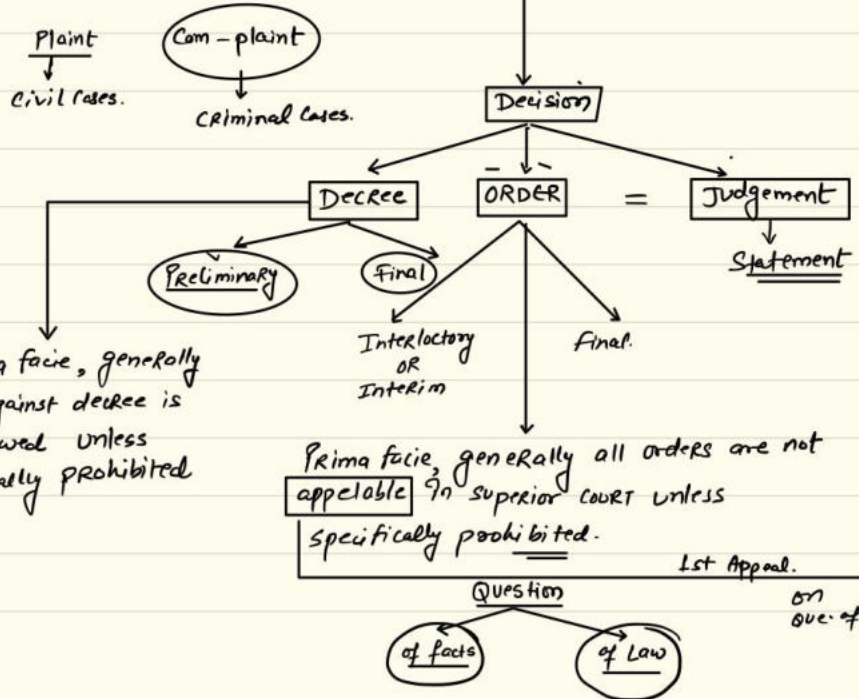 Plaint
Com-plaint
Civil Cases.
Criminal Cases.
Decision
Decree
ORDER
=
Judgement
Statement
Preliminary
Final
Interloctory
OR
Interim
Final.
facie, generally
against decree is
unless
prohibited
Prima facie, generally all orders are not
appelable in superior court unless
specifically prohibited.
1st Appeal.
on
Que. of
Question
of facts
of Law